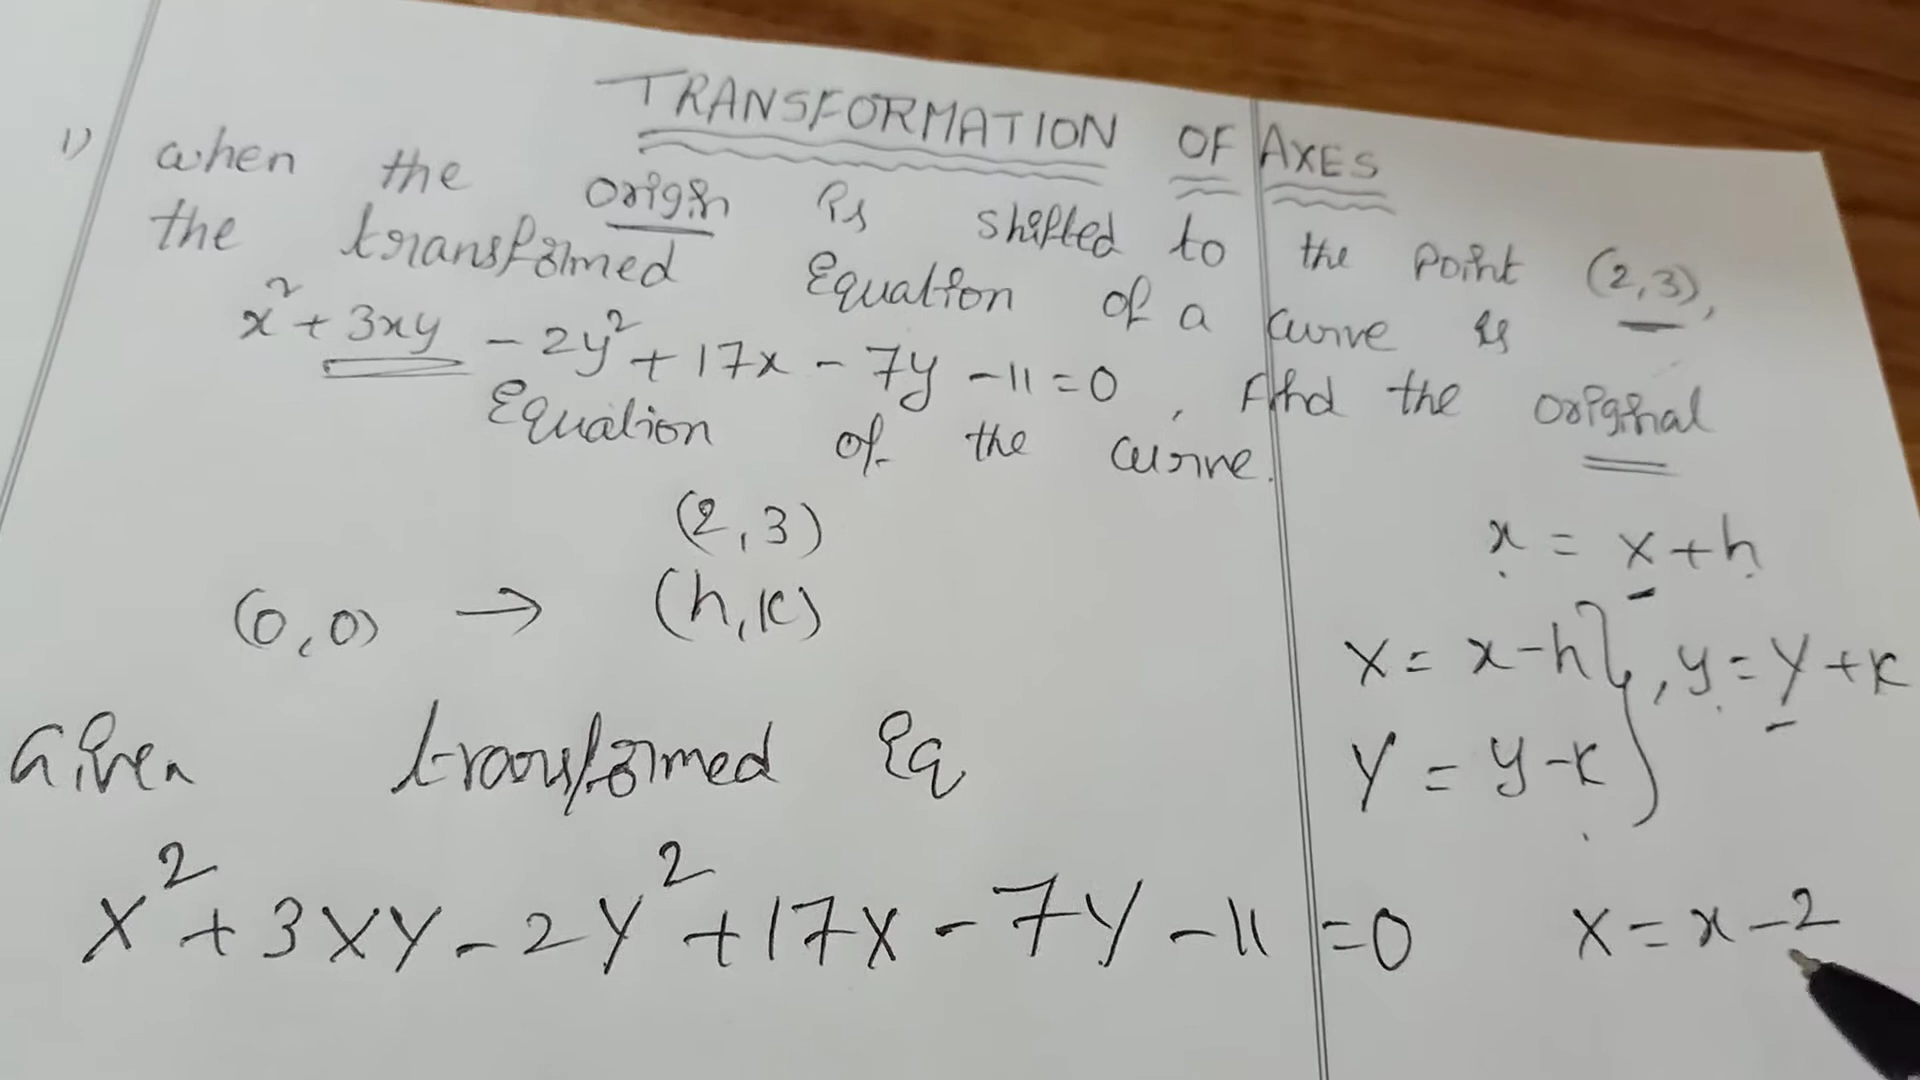 TRANSFORMATION OF AXES
1) when the origin is shifted to the point (2,3),
the transformed Equation of a curve is
x² + 3xy - 2y² + 17x - 7y - 11 = 0, Find the original
Equation of the curve.
(2,3)
(0,0) → (h,k)
x = X + h
X = x - h }, y = Y + k
Y = y - k
Given transformed Eq
X² + 3XY - 2Y² + 17X - 7Y - 11 = 0
X = x - 2